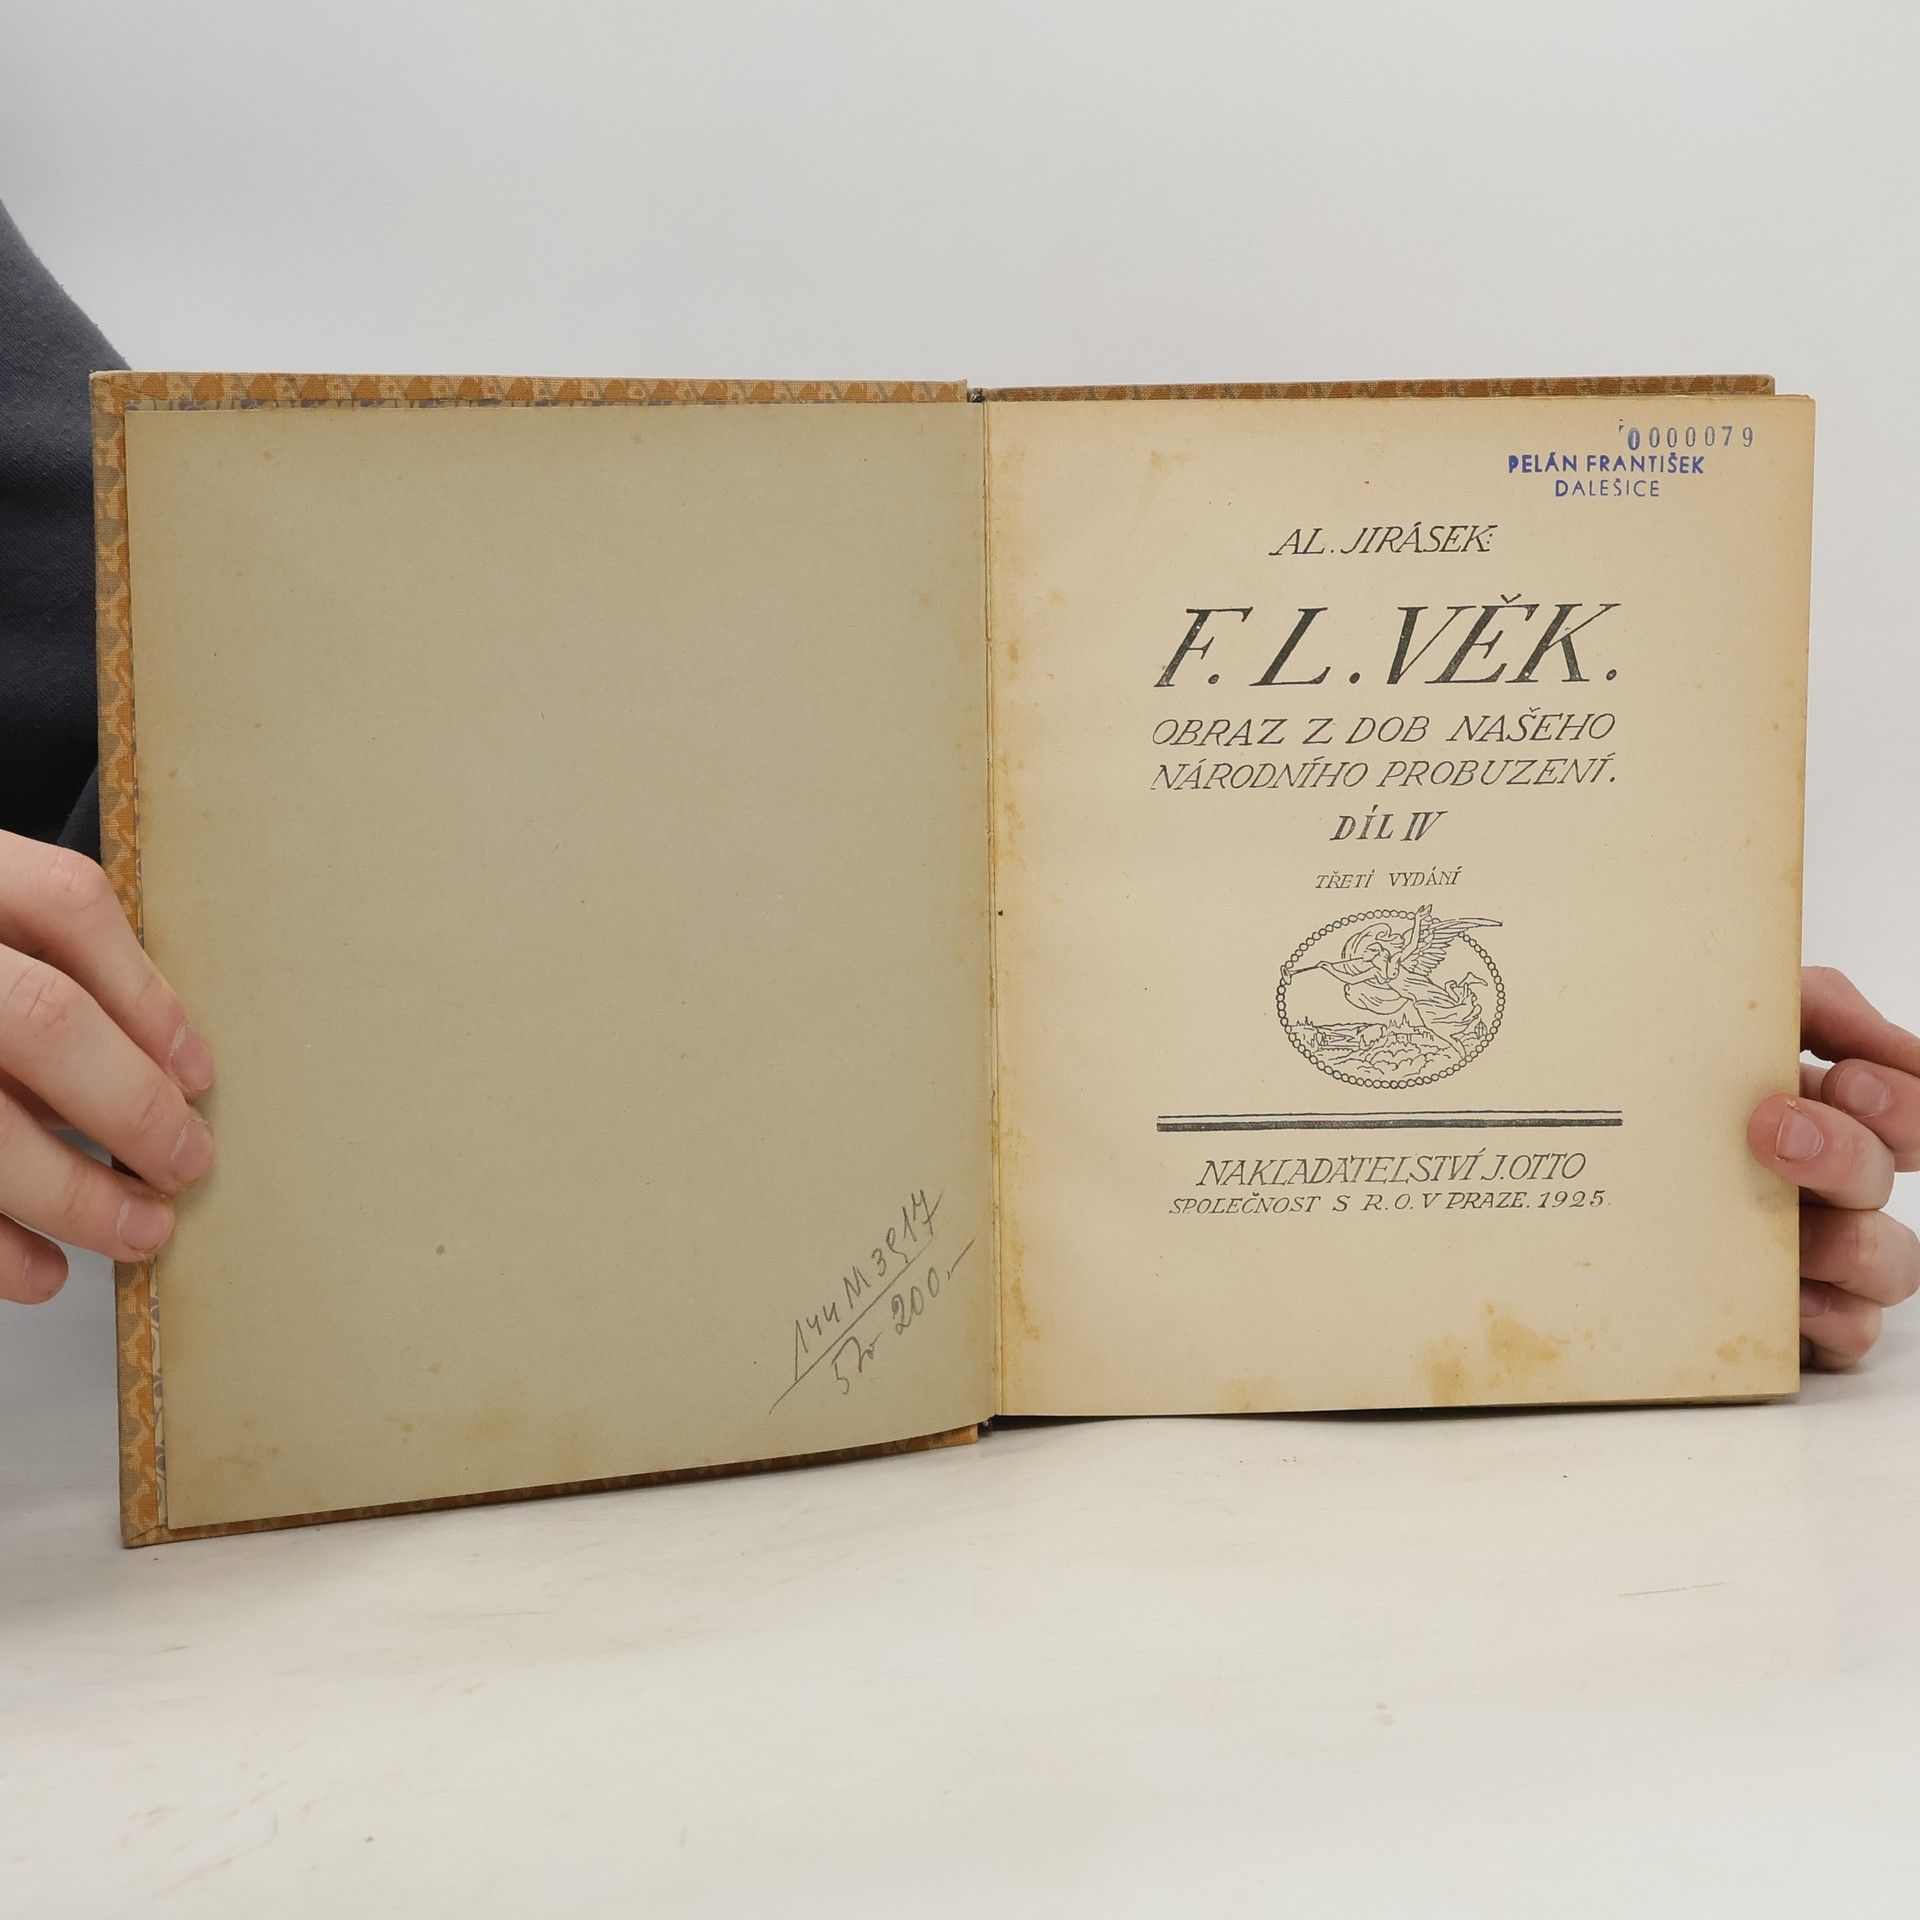 144 M 3917
200,-
0000079
PELÁN FRANTIŠEK
DALEŠICE
AL. JIRÁSEK:
F. L. VĚK.
OBRAZ Z DOB NAŠEHO
NÁRODNÍHO PROBUZENÍ.
DÍL IV
TŘETÍ VYDÁNÍ
NAKLADATELSTVÍ J. OTTO
SPOLEČNOST S R. O. V PRAZE. 1925.